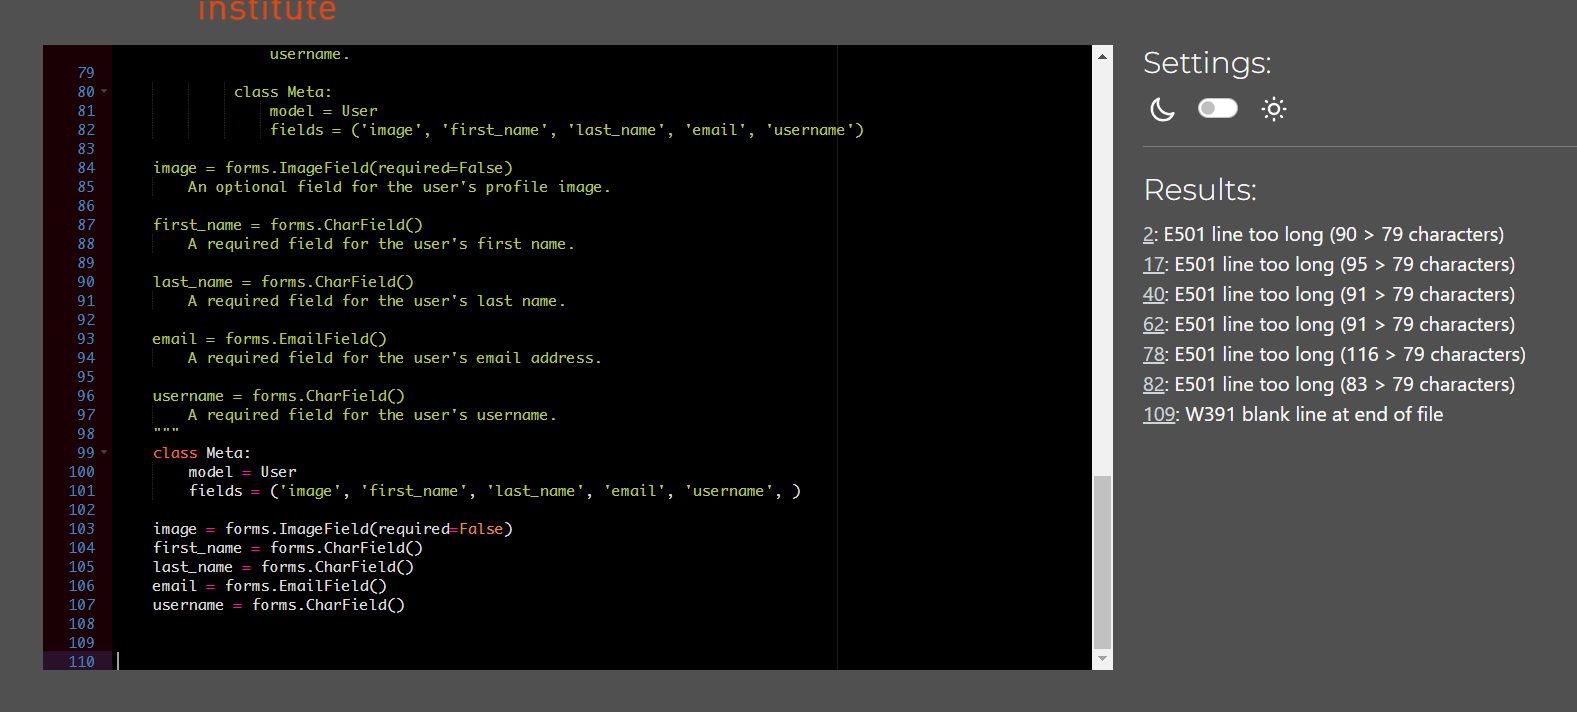 institute
username.
79
80 class Meta:
81 model = User
82 fields = ('image', 'first_name', 'last_name', 'email', 'username')
83
84 image = forms.ImageField(required=False)
85 An optional field for the user's profile image.
86
87 first_name = forms.CharField()
88 A required field for the user's first name.
89
90 last_name = forms.CharField()
91 A required field for the user's last name.
92
93 email = forms.EmailField()
94 A required field for the user's email address.
95
96 username = forms.CharField()
97 A required field for the user's username.
98 """
99 class Meta:
100 model = User
101 fields = ('image', 'first_name', 'last_name', 'email', 'username', )
102
103 image = forms.ImageField(required=False)
104 first_name = forms.CharField()
105 last_name = forms.CharField()
106 email = forms.EmailField()
107 username = forms.CharField()
108
109
110
Settings:
Results:
2: E501 line too long (90 > 79 characters)
17: E501 line too long (95 > 79 characters)
40: E501 line too long (91 > 79 characters)
62: E501 line too long (91 > 79 characters)
78: E501 line too long (116 > 79 characters)
82: E501 line too long (83 > 79 characters)
109: W391 blank line at end of file